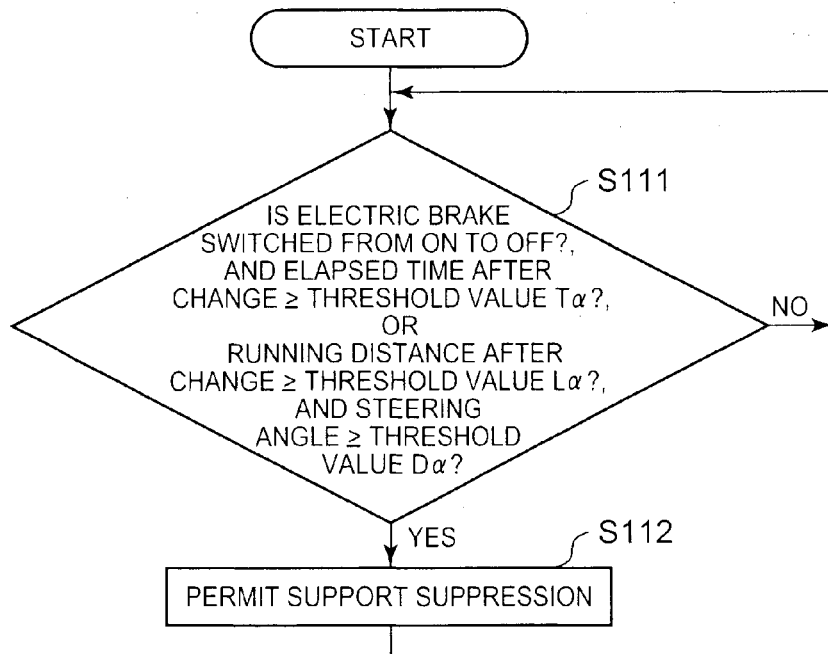 START
S111
IS ELECTRIC BRAKE
SWITCHED FROM ON TO OFF?,
AND ELAPSED TIME AFTER
CHANGE ≥ THRESHOLD VALUE Tα?,
OR
RUNNING DISTANCE AFTER
CHANGE ≥ THRESHOLD VALUE Lα?,
AND STEERING
ANGLE ≥ THRESHOLD
VALUE Dα?
NO
YES
S112
PERMIT SUPPORT SUPPRESSION